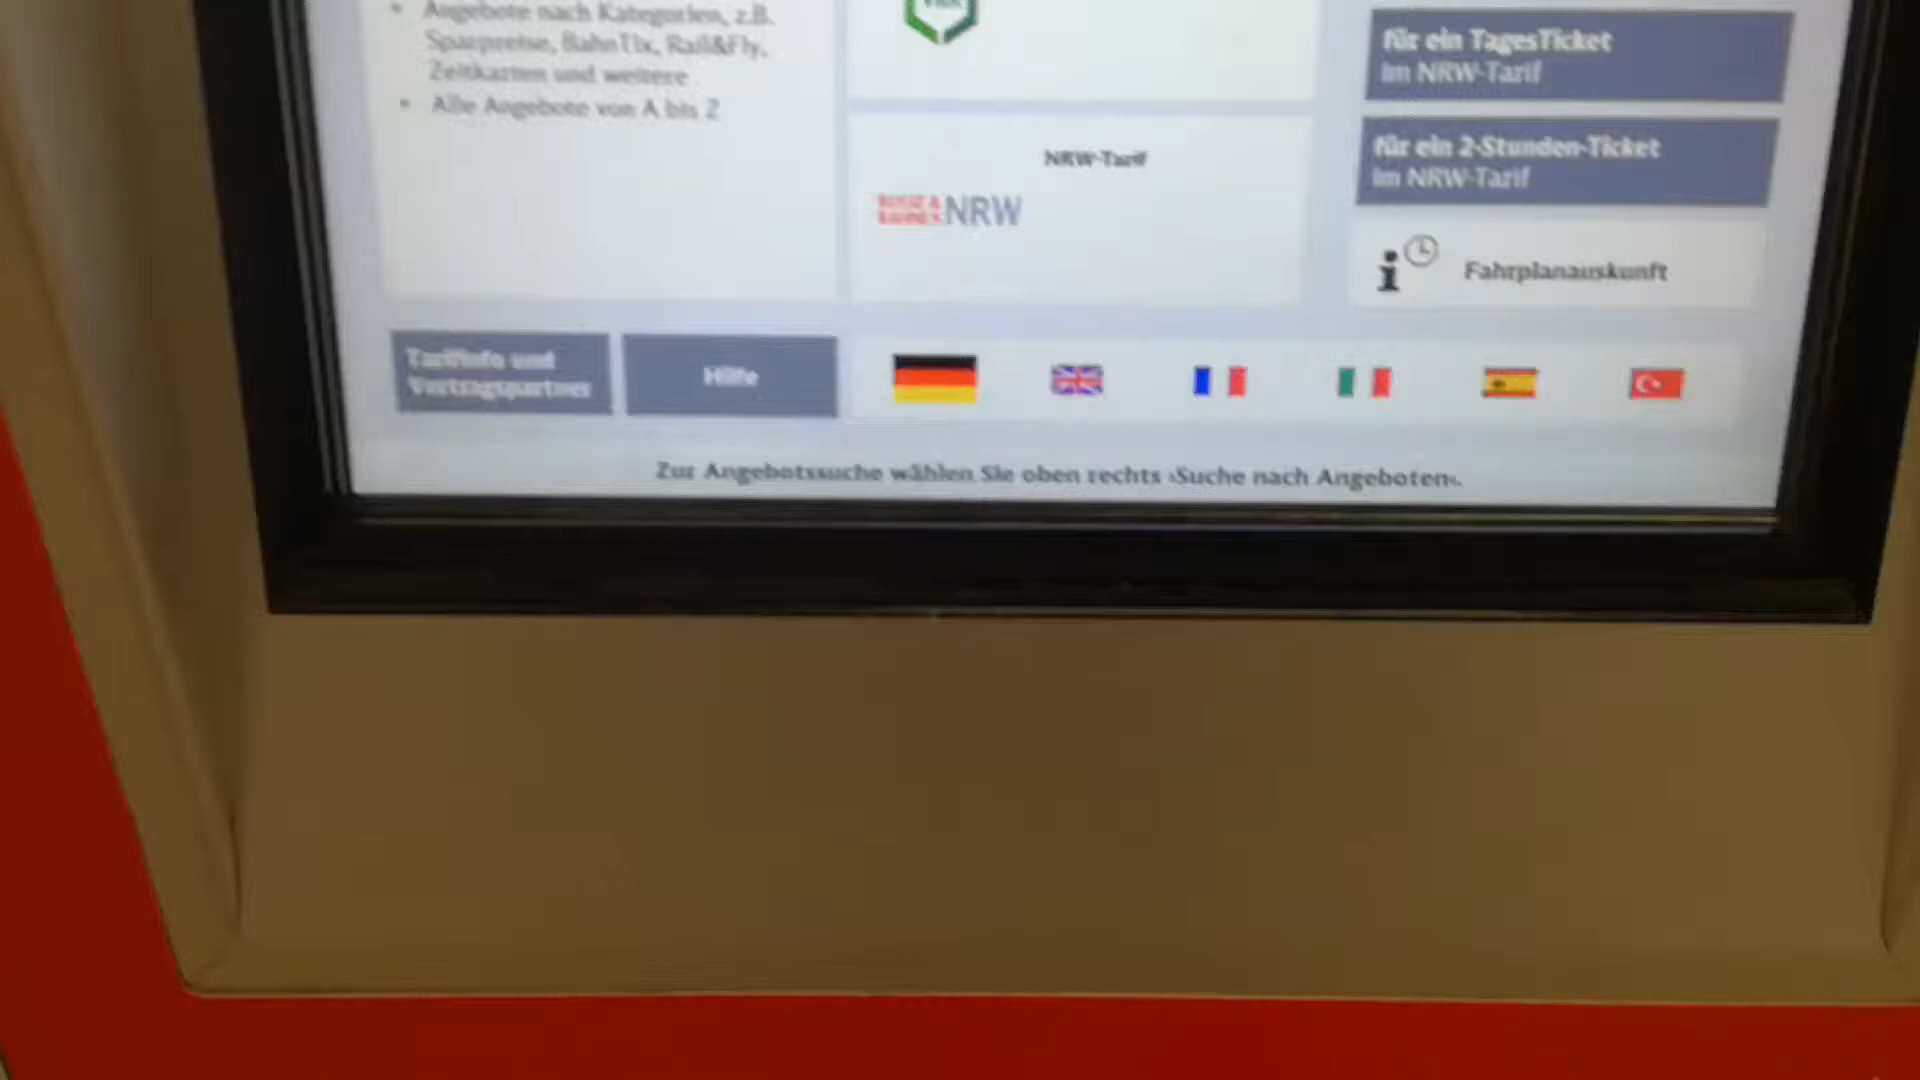 Angebote nach Kategorien, z.B.
Sparpreise, BahnTix, Rail&Fly,
Zeitkarten und weitere
Alle Angebote von A bis Z
NRW-Tarif
BUSSE &
BAHNEN NRW
für ein TagesTicket
im NRW-Tarif
für ein 2-Stunden-Ticket
im NRW-Tarif
i Fahrplanauskunft
Tarifinfo und
Vertragspartner
Hilfe
Zur Angebotssuche wählen Sie oben rechts ›Suche nach Angeboten‹.